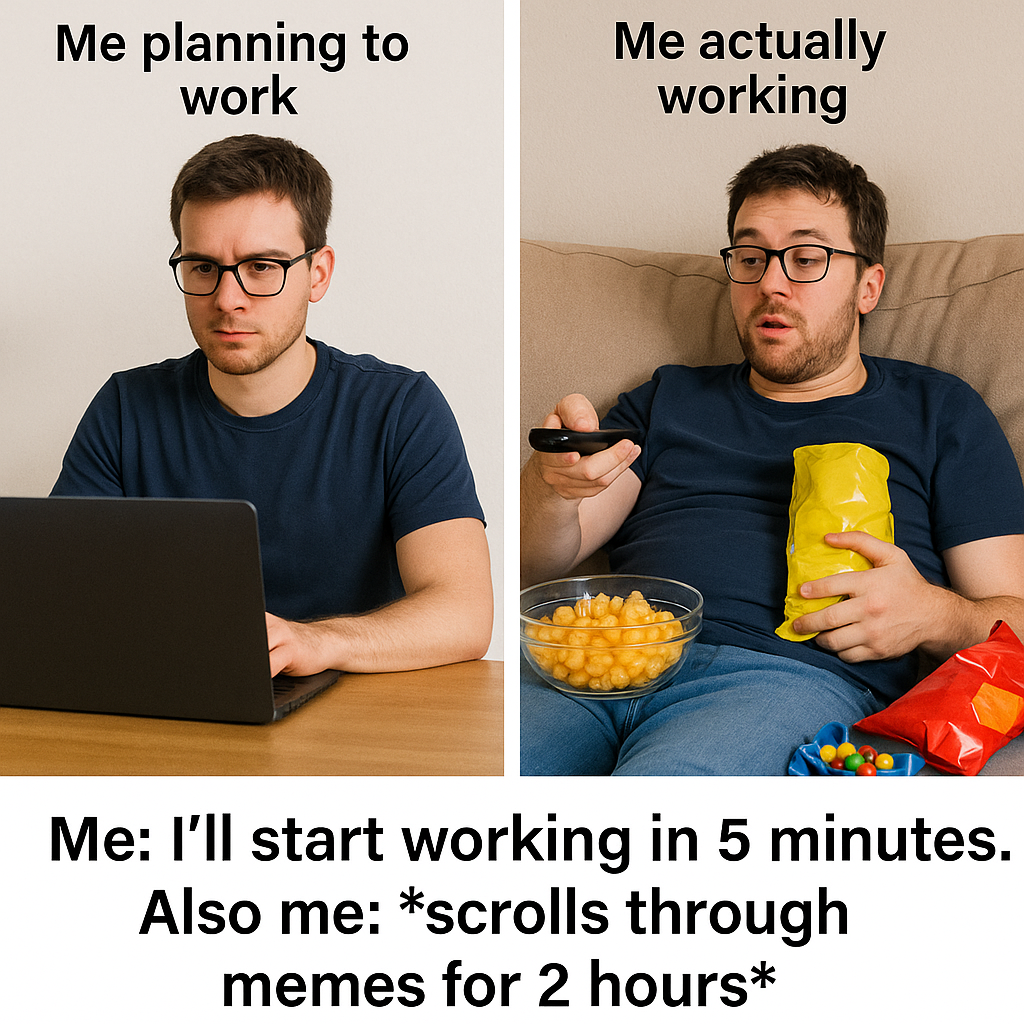 Me planning to
work
Me actually
working
Me: I’ll start working in 5 minutes.
Also me: *scrolls through
memes for 2 hours*